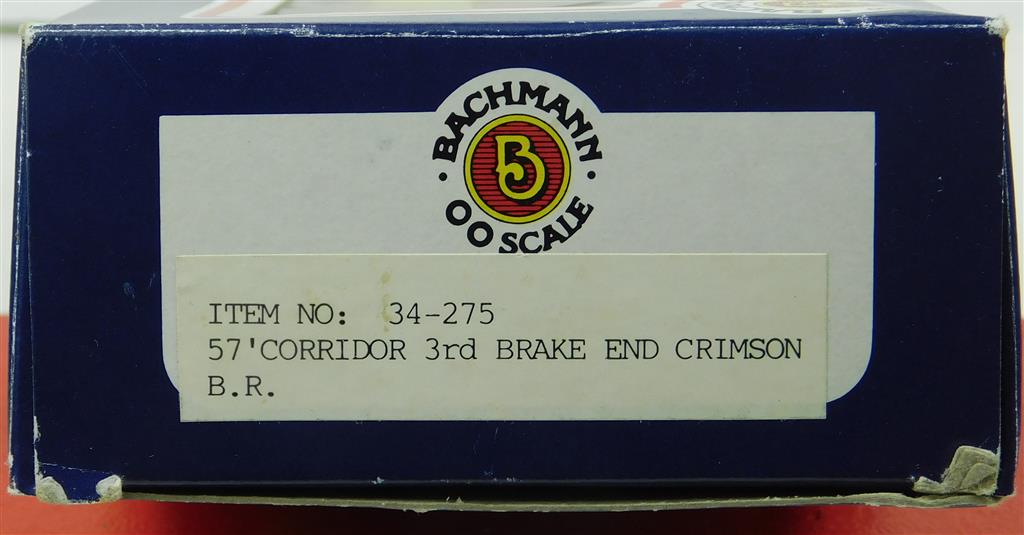 BACHMANN
B
OO SCALE
ITEM NO: 34-275
57'CORRIDOR 3rd BRAKE END CRIMSON
B.R.